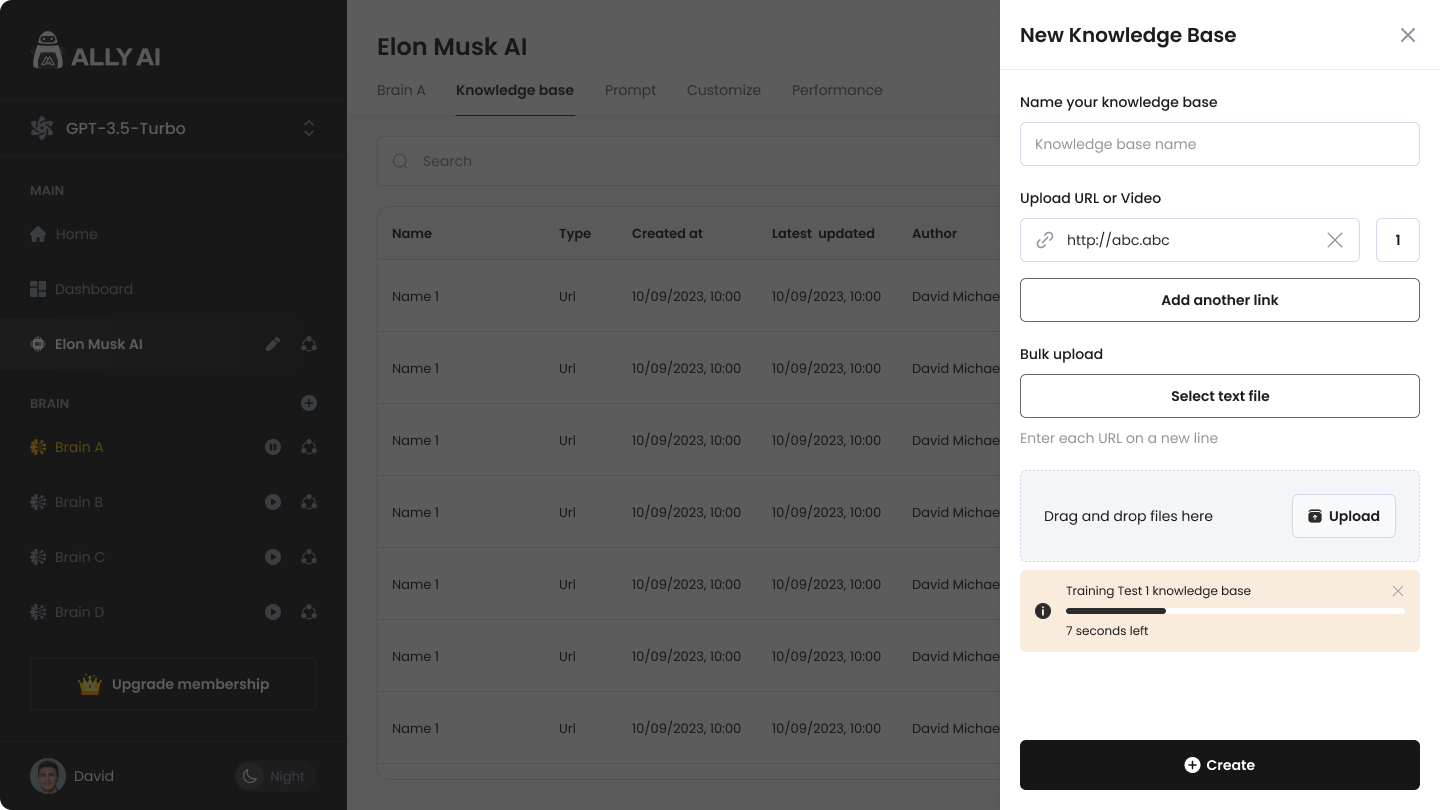 ALLY AI
GPT-3.5-Turbo
MAIN
Home
Dashboard
Elon Musk AI
BRAIN
Brain A
Brain B
Brain C
Brain D
Upgrade membership
David
Night
Elon Musk AI
Brain A Knowledge base Prompt Customize Performance
Search
Name Type Created at Latest updated Author
Name 1 Url 10/09/2023, 10:00 10/09/2023, 10:00 David Michae
Name 1 Url 10/09/2023, 10:00 10/09/2023, 10:00 David Michae
Name 1 Url 10/09/2023, 10:00 10/09/2023, 10:00 David Michae
Name 1 Url 10/09/2023, 10:00 10/09/2023, 10:00 David Michae
Name 1 Url 10/09/2023, 10:00 10/09/2023, 10:00 David Michae
Name 1 Url 10/09/2023, 10:00 10/09/2023, 10:00 David Michae
Name 1 Url 10/09/2023, 10:00 10/09/2023, 10:00 David Michae
New Knowledge Base
Name your knowledge base
Knowledge base name
Upload URL or Video
http://abc.abc 1
Add another link
Bulk upload
Select text file
Enter each URL on a new line
Drag and drop files here Upload
Training Test 1 knowledge base
7 seconds left
Create